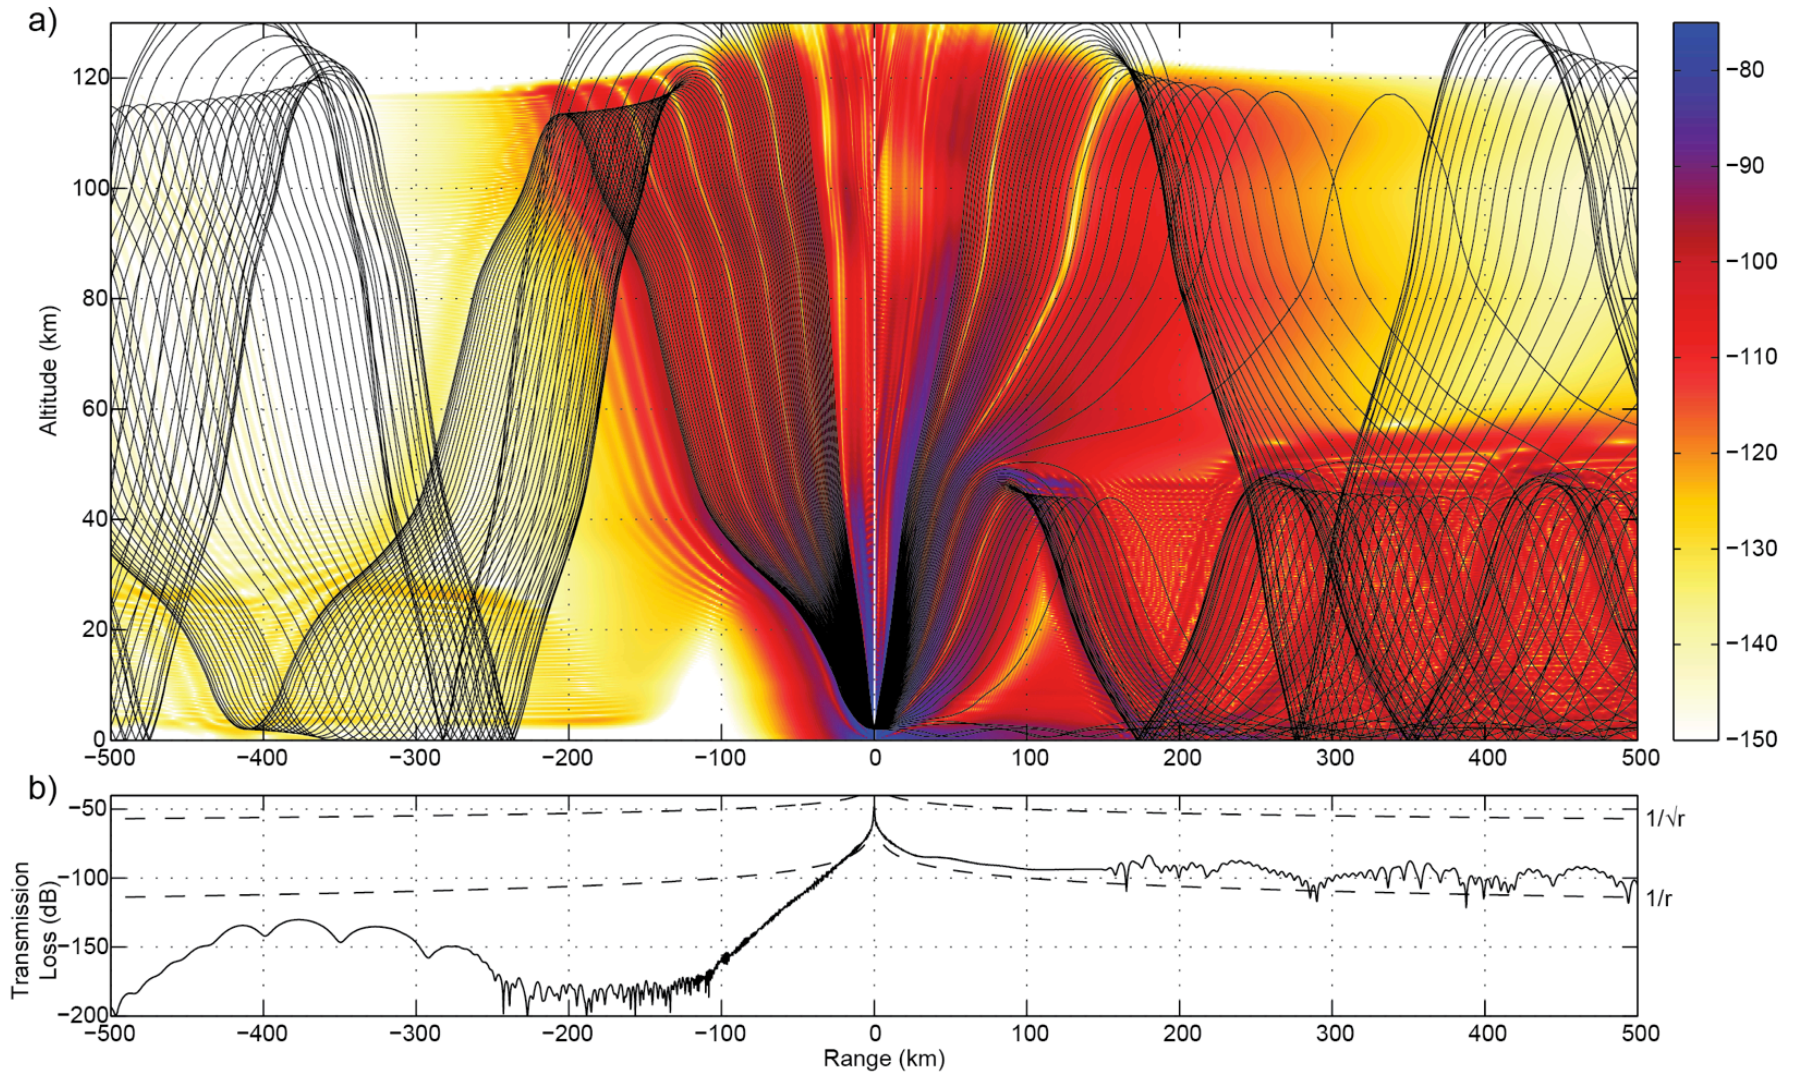 a)
120
100
80
60
40
20
0
Altitude (km)
−500 −400 −300 −200 −100 0 100 200 300 400 500
−80
−90
−100
−110
−120
−130
−140
−150
b)
−50
−100
−150
−200
Transmission
Loss (dB)
1/√r
1/r
−500 −400 −300 −200 −100 0 100 200 300 400 500
Range (km)